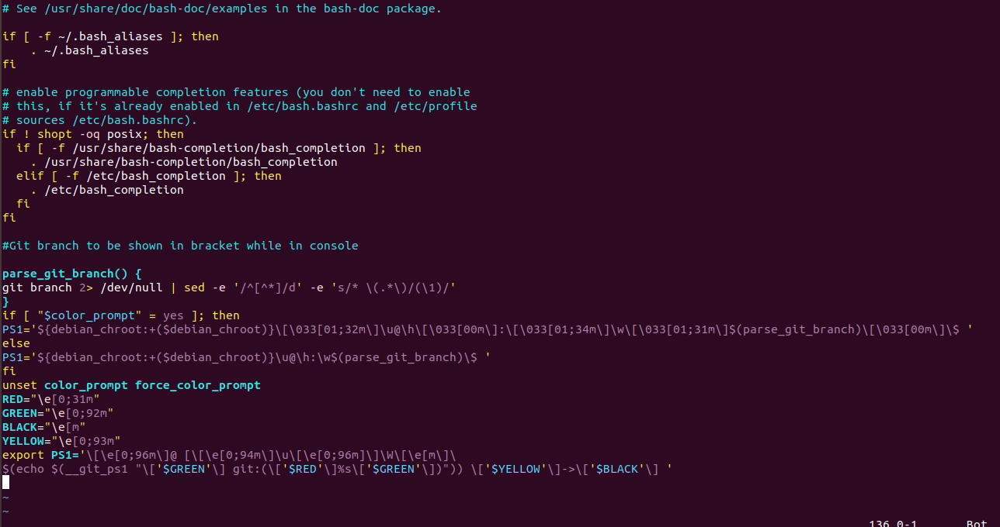 # See /usr/share/doc/bash-doc/examples in the bash-doc package.
if [ -f ~/.bash_aliases ]; then
    . ~/.bash_aliases
fi
# enable programmable completion features (you don't need to enable
# this, if it's already enabled in /etc/bash.bashrc and /etc/profile
# sources /etc/bash.bashrc).
if ! shopt -oq posix; then
  if [ -f /usr/share/bash-completion/bash_completion ]; then
    . /usr/share/bash-completion/bash_completion
  elif [ -f /etc/bash_completion ]; then
    . /etc/bash_completion
  fi
fi
#Git branch to be shown in bracket while in console
parse_git_branch() {
git branch 2> /dev/null | sed -e '/^[^*]/d' -e 's/* \(.*\)/(\1)/'
}
if [ "$color_prompt" = yes ]; then
PS1='${debian_chroot:+($debian_chroot)}\[\033[01;32m\]\u@\h\[\033[00m\]:\[\033[01;34m\]\w\[\033[01;31m\]$(parse_git_branch)\[\033[00m\]\$ '
else
PS1='${debian_chroot:+($debian_chroot)}\u@\h:\w$(parse_git_branch)\$ '
fi
unset color_prompt force_color_prompt
RED="\e[0;31m"
GREEN="\e[0;92m"
BLACK="\e[m"
YELLOW="\e[0;93m"
export PS1='\[\e[0;96m\]@ [\[\e[0;94m\]\u\[\e[0;96m]\]\W\[\e[m\]\
$(echo $(__git_ps1 "\['$GREEN'\] git:(\['$RED'\]%s\['$GREEN'\])")) \['$YELLOW'\]->\['$BLACK'\] '
~
~
136,0-1 Bot